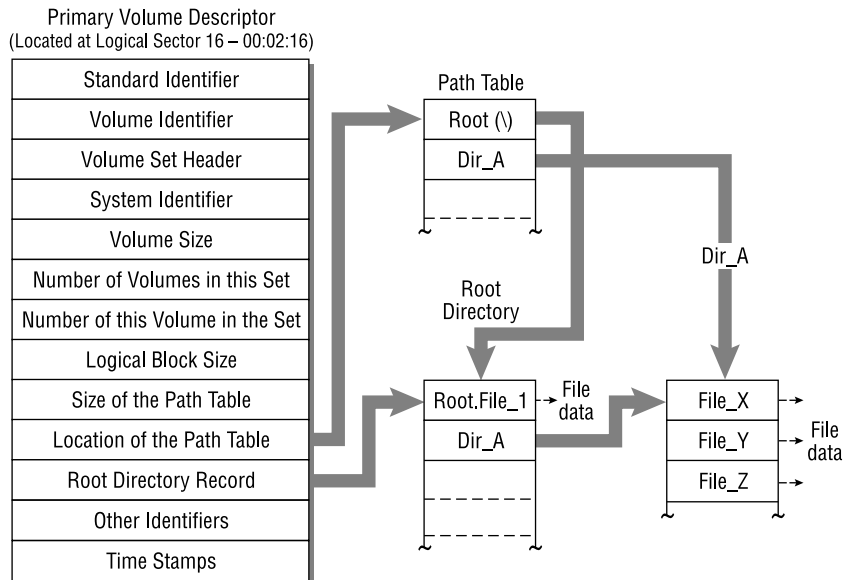 Primary Volume Descriptor
(Located at Logical Sector 16 – 00:02:16)
Standard Identifier
Volume Identifier
Volume Set Header
System Identifier
Volume Size
Number of Volumes in this Set
Number of this Volume in the Set
Logical Block Size
Size of the Path Table
Location of the Path Table
Root Directory Record
Other Identifiers
Time Stamps
Path Table
Root (\)
Dir_A
Dir_A
Root
Directory
Root.File_1
Dir_A
File
data
File_X
File_Y
File_Z
File
data